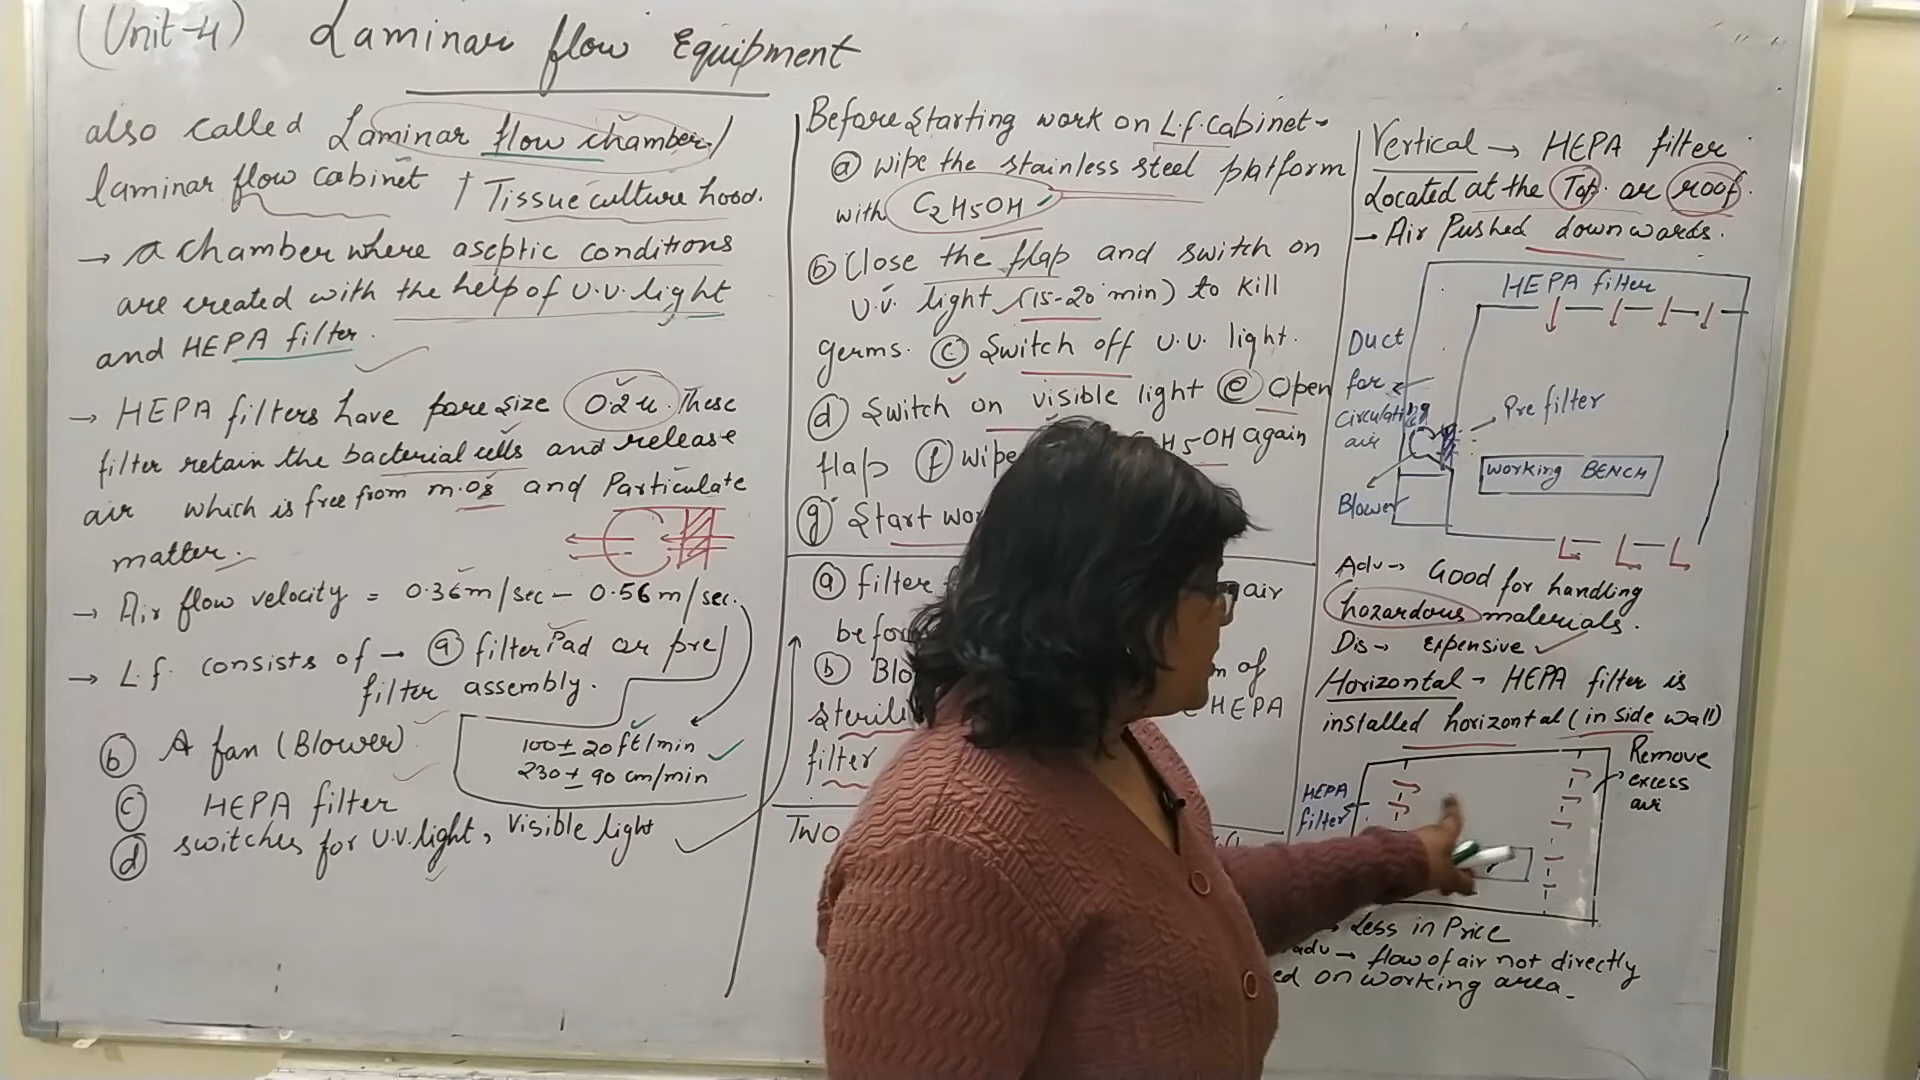 (Unit-4) Laminar flow Equipment
also called Laminar flow chamber/
laminar flow cabinet / Tissue culture hood.
→ a chamber where aseptic conditions
are created with the help of U.V. light
and HEPA filter.
→ HEPA filters have pore size 0.2u. These
filter retain the bacterial cells and release
air which is free from m.os and Particulate
matter.
→ Air flow velocity = 0.36m/sec - 0.56m/sec.
→ L.f. consists of → (a) filter Pad or pre
filter assembly.
100± 20ft/min
230± 90 cm/min
(b) A fan (Blower)
(c) HEPA filter
(d) switches for U.V. light, Visible light
Before starting work on L.f. cabinet-
(a) wipe the stainless steel platform
with C2H5OH
(b) Close the flap and switch on
U.V. light (15-20 min) to kill
germs. (c) Switch off U.V. light.
(d) Switch on visible light (e) Open
flap (f) wipe H5OH again
(g) Start
(a) filter air
(b) of
HEPA
filter
TWO
Vertical → HEPA filter
Located at the Top or roof.
→ Air Pushed downwards.
HEPA filter
Duct
for
circulating
air
Pre filter
working BENCH
Blower
Adv → Good for handling
hazardous materials.
Dis → Expensive
Horizontal → HEPA filter is
installed horizontal (in side wall)
HEPA
filter
Remove
excess
air
Less in Price
adv → flow of air not directly
on working area.